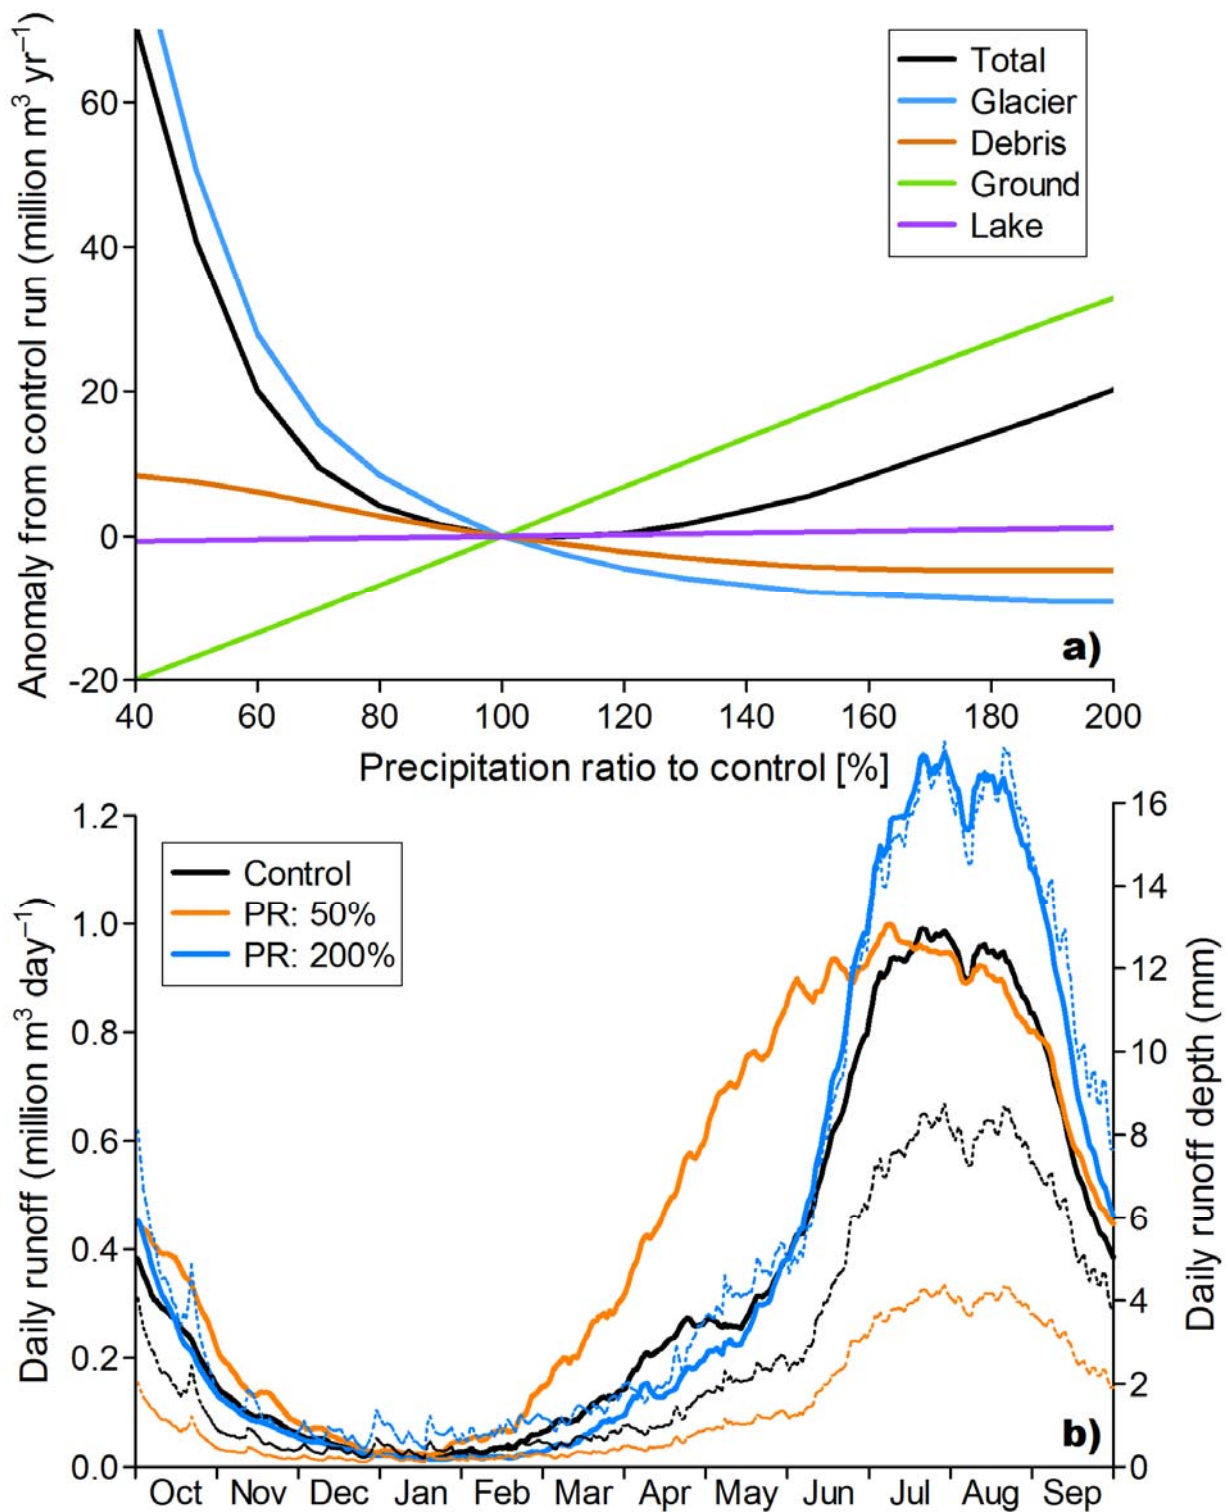 Anomaly from control run (million m³ yr⁻¹)
60
40
20
0
-20
Total
Glacier
Debris
Ground
Lake
a)
40 60 80 100 120 140 160 180 200
Precipitation ratio to control [%]
Daily runoff (million m³ day⁻¹)
1.2
1.0
0.8
0.6
0.4
0.2
0.0
Control
PR: 50%
PR: 200%
16
14
12
10
8
6
4
2
0
Daily runoff depth (mm)
b)
Oct Nov Dec Jan Feb Mar Apr May Jun Jul Aug Sep